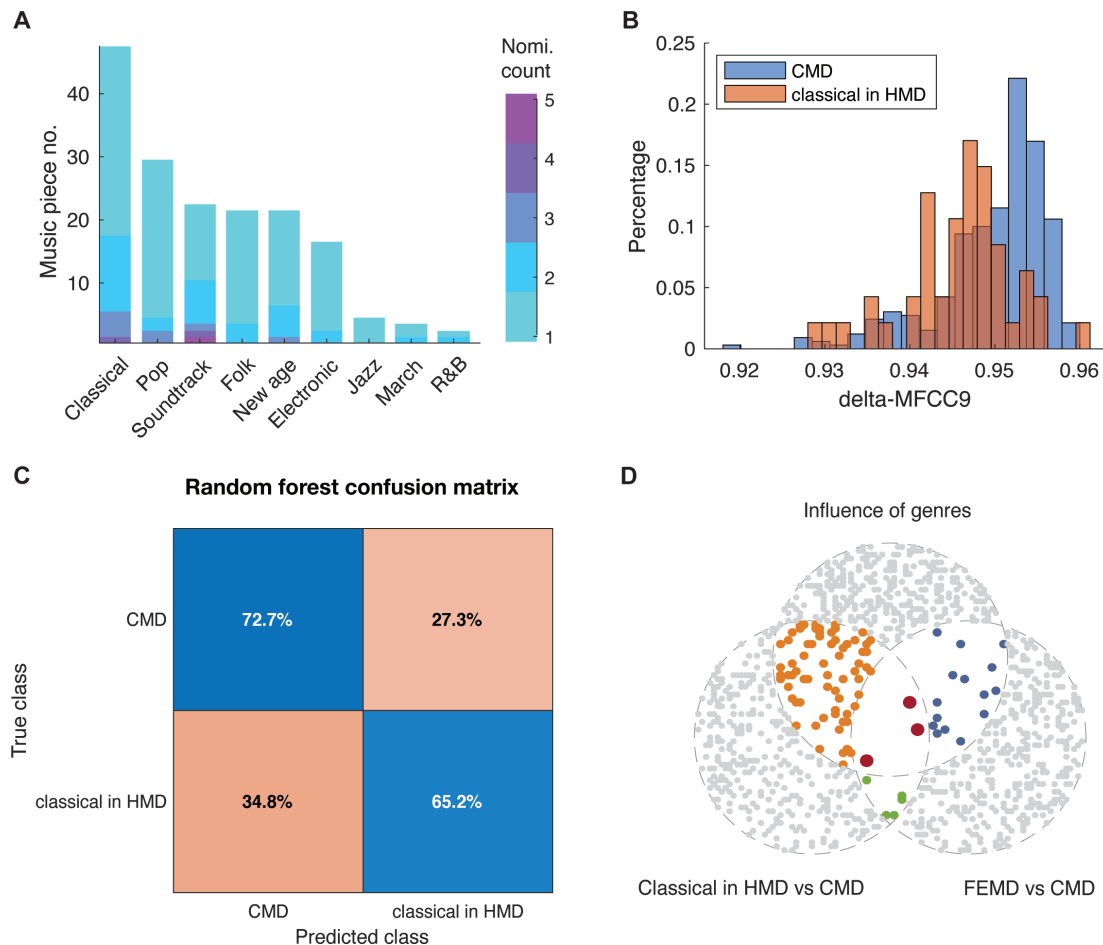 A
Nomi.
count
Music piece no.
40
30
20
10
5
4
3
2
1
Classical
Pop
Soundtrack
Folk
New age
Electronic
Jazz
March
R&B
B
CMD
classical in HMD
Percentage
0.25
0.2
0.15
0.1
0.05
0
0.92
0.93
0.94
0.95
0.96
delta-MFCC9
C
Random forest confusion matrix
True class
CMD
72.7%
27.3%
classical in HMD
34.8%
65.2%
CMD
classical in HMD
Predicted class
D
Influence of genres
Classical in HMD vs CMD
FEMD vs CMD